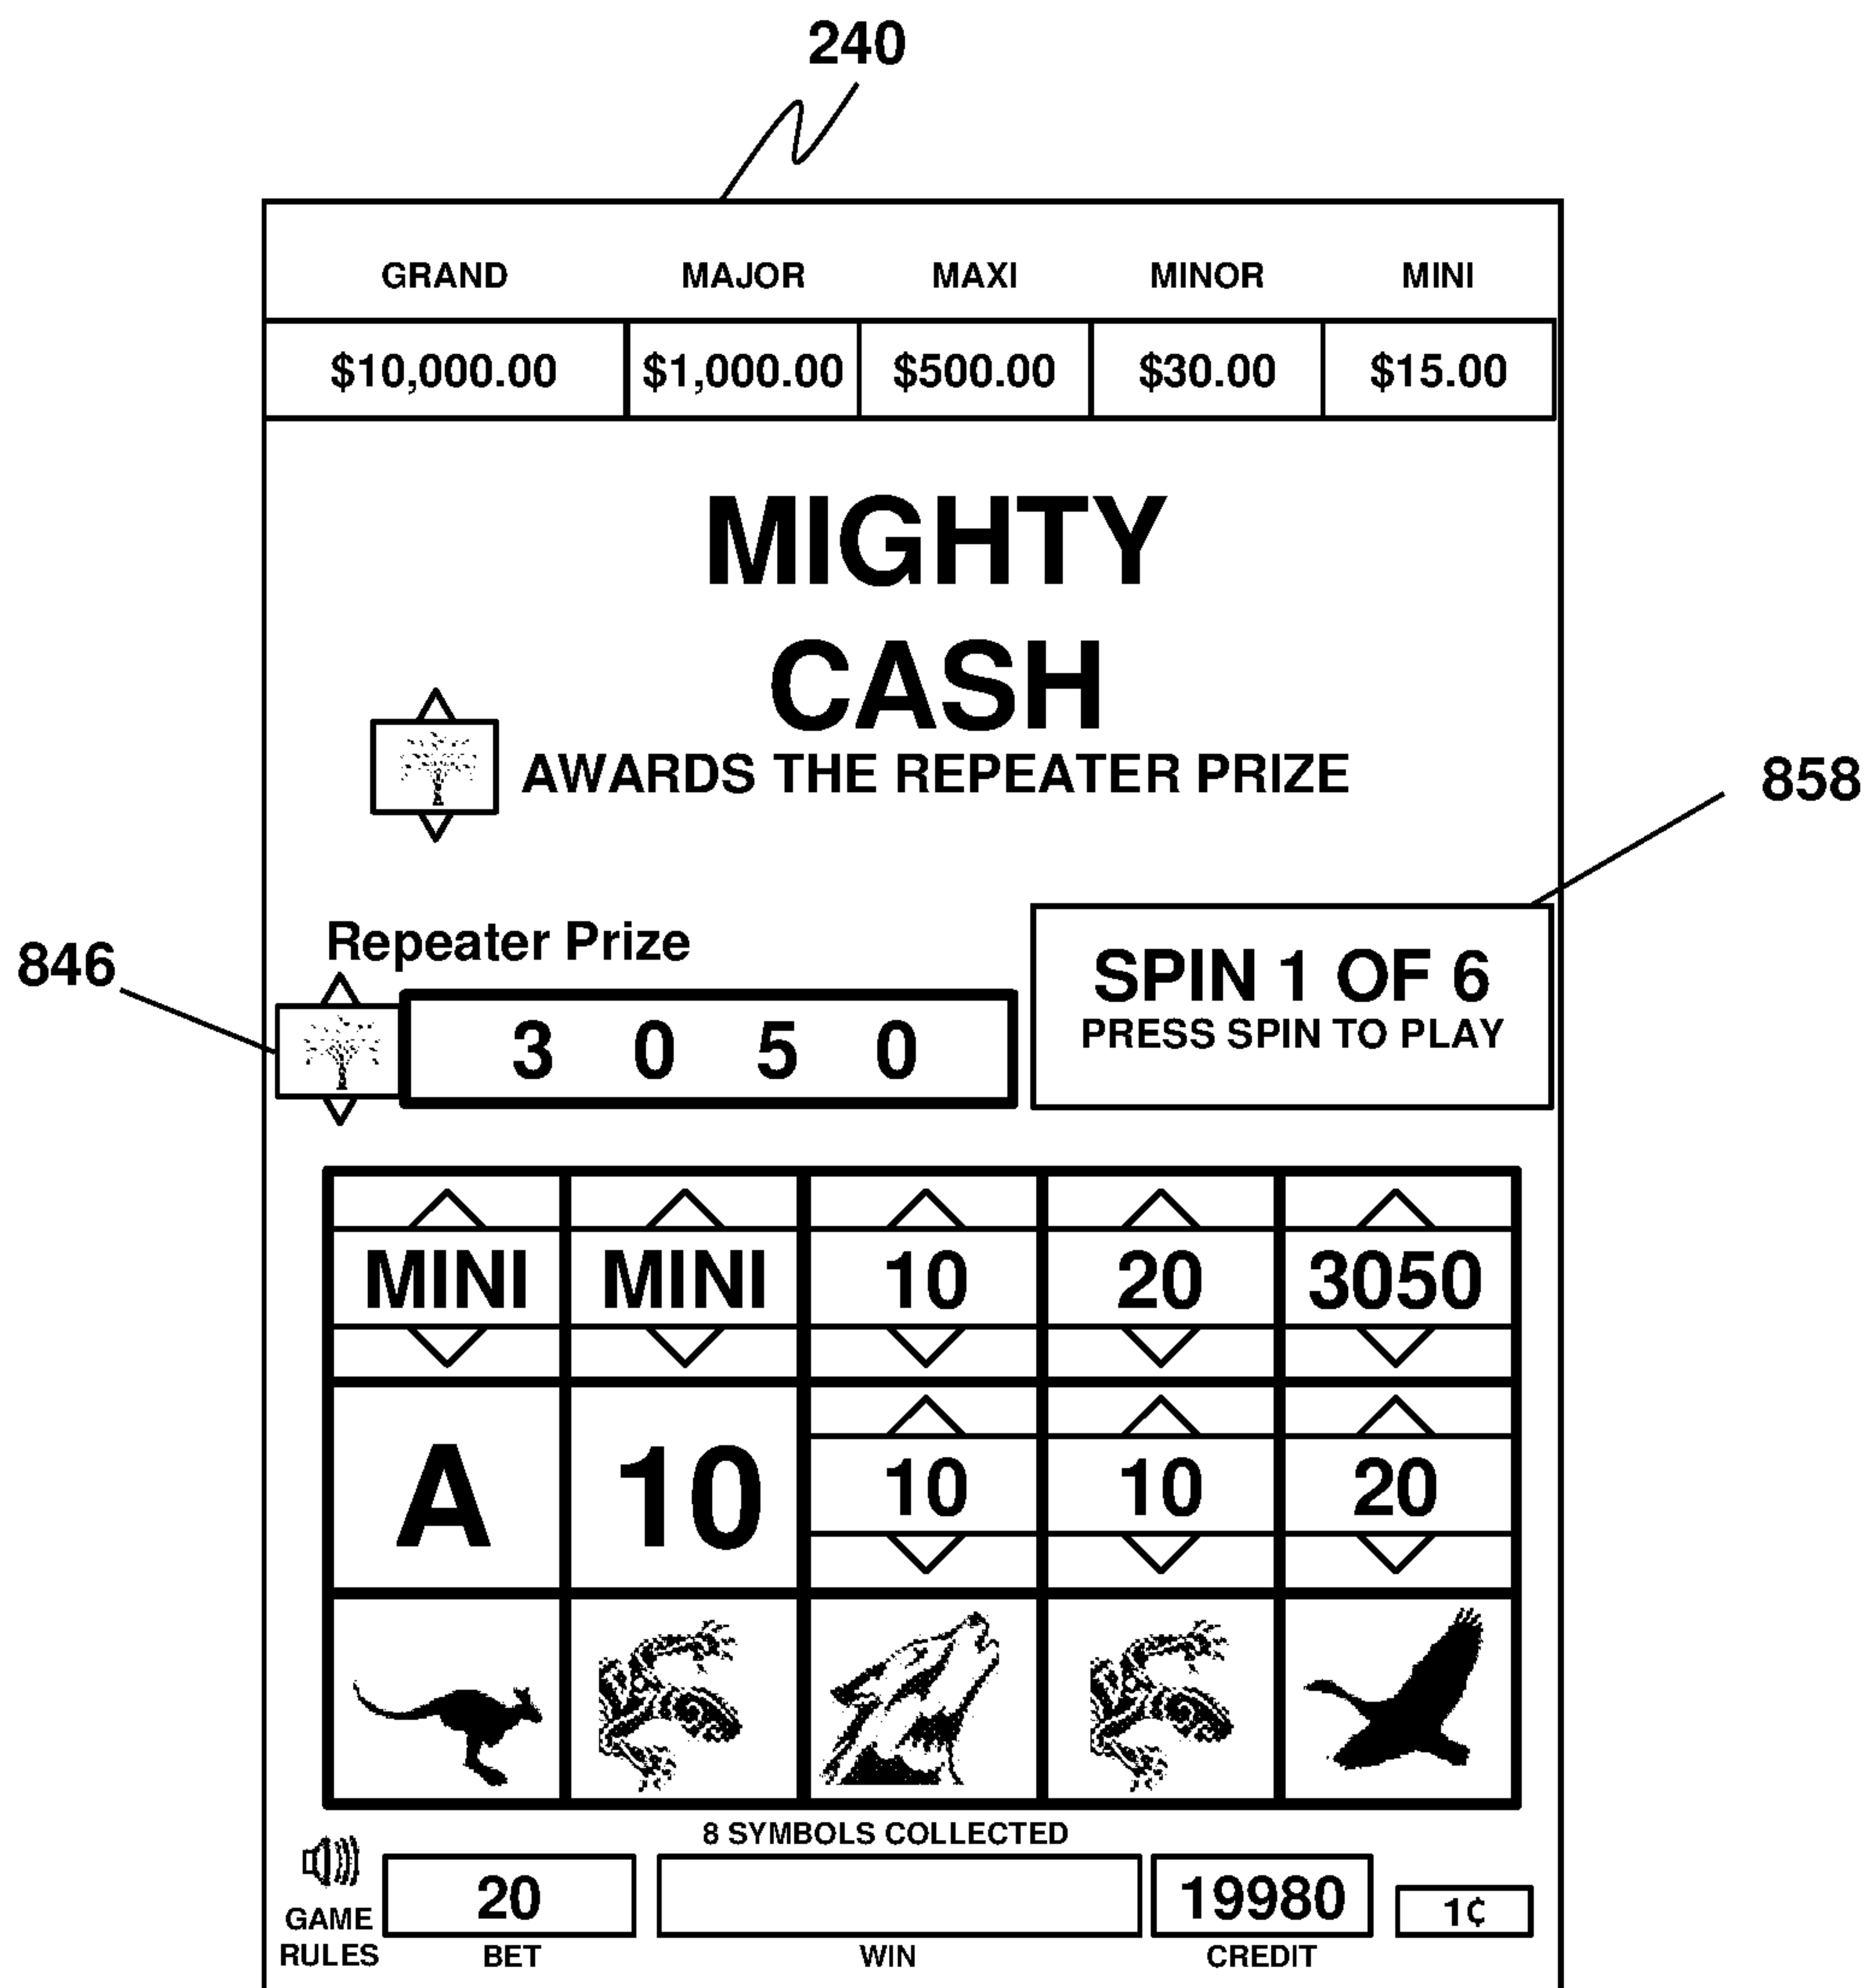 240
GRAND MAJOR MAXI MINOR MINI
$10,000.00 $1,000.00 $500.00 $30.00 $15.00
MIGHTY
CASH
AWARDS THE REPEATER PRIZE
858
846
Repeater Prize
3 0 5 0
SPIN 1 OF 6
PRESS SPIN TO PLAY
MINI MINI 10 20 3050
A 10 10 10 20
8 SYMBOLS COLLECTED
GAME
RULES
20
BET
WIN
19980
CREDIT
1¢